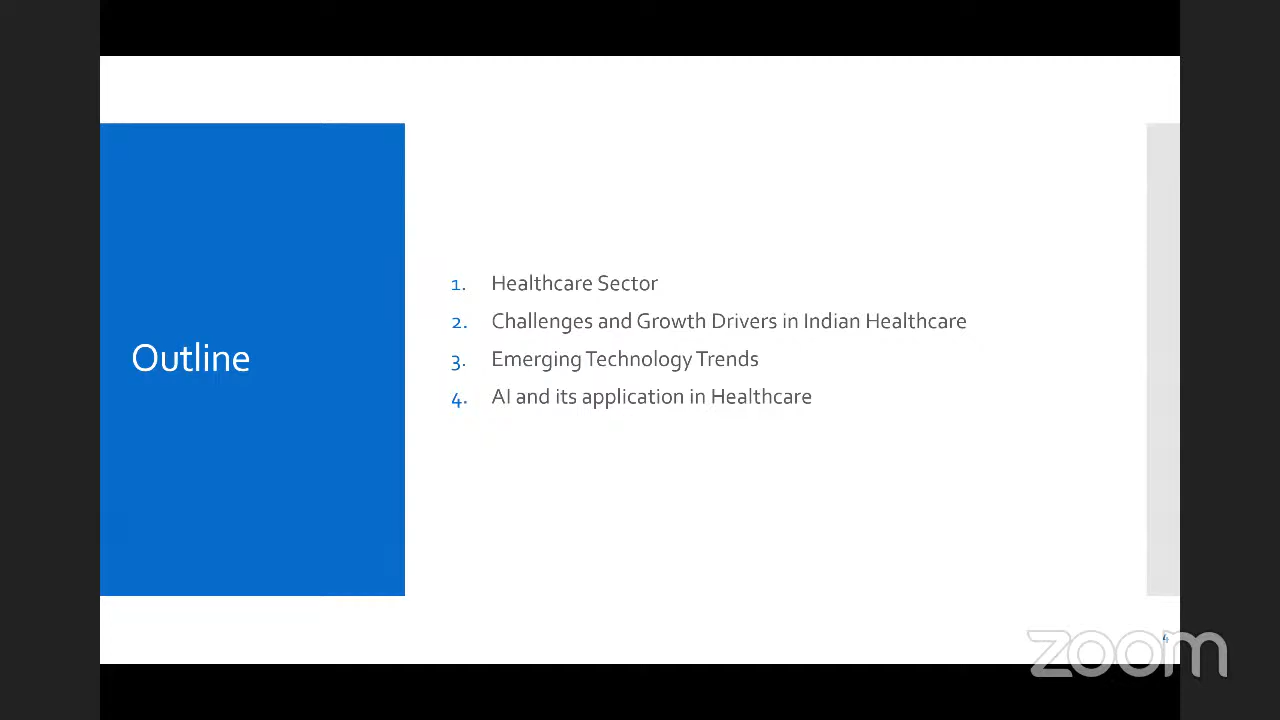 Outline
1. Healthcare Sector
2. Challenges and Growth Drivers in Indian Healthcare
3. Emerging Technology Trends
4. AI and its application in Healthcare
4
zoom